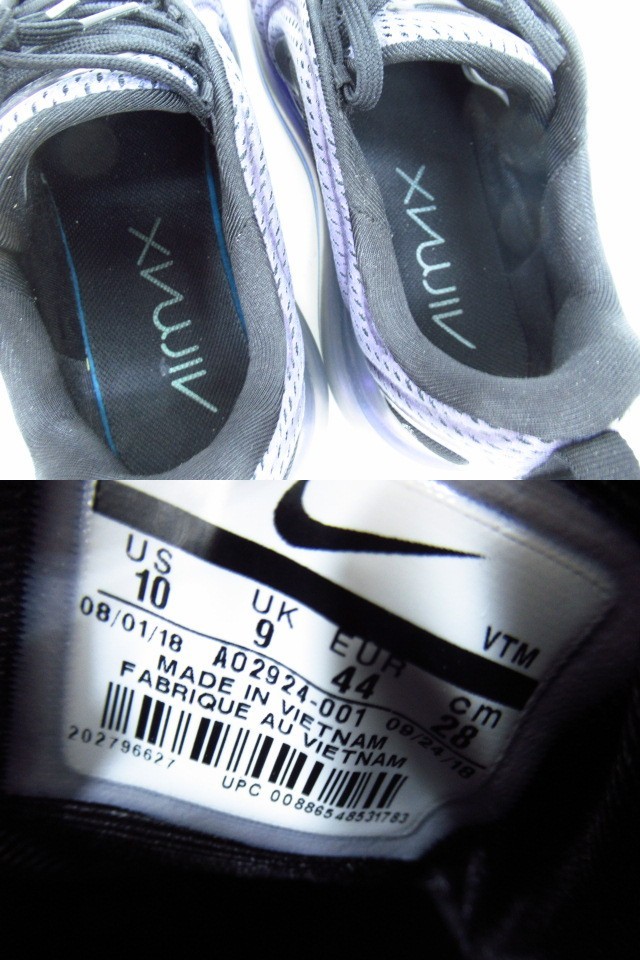 AIRMAX
AIRMAX
US UK EUR cm VTM
10 9 44 28
08/01/18 AO2924-001 09/24/18
MADE IN VIETNAM
FABRIQUE AU VIETNAM
202796627
UPC 00886548531783